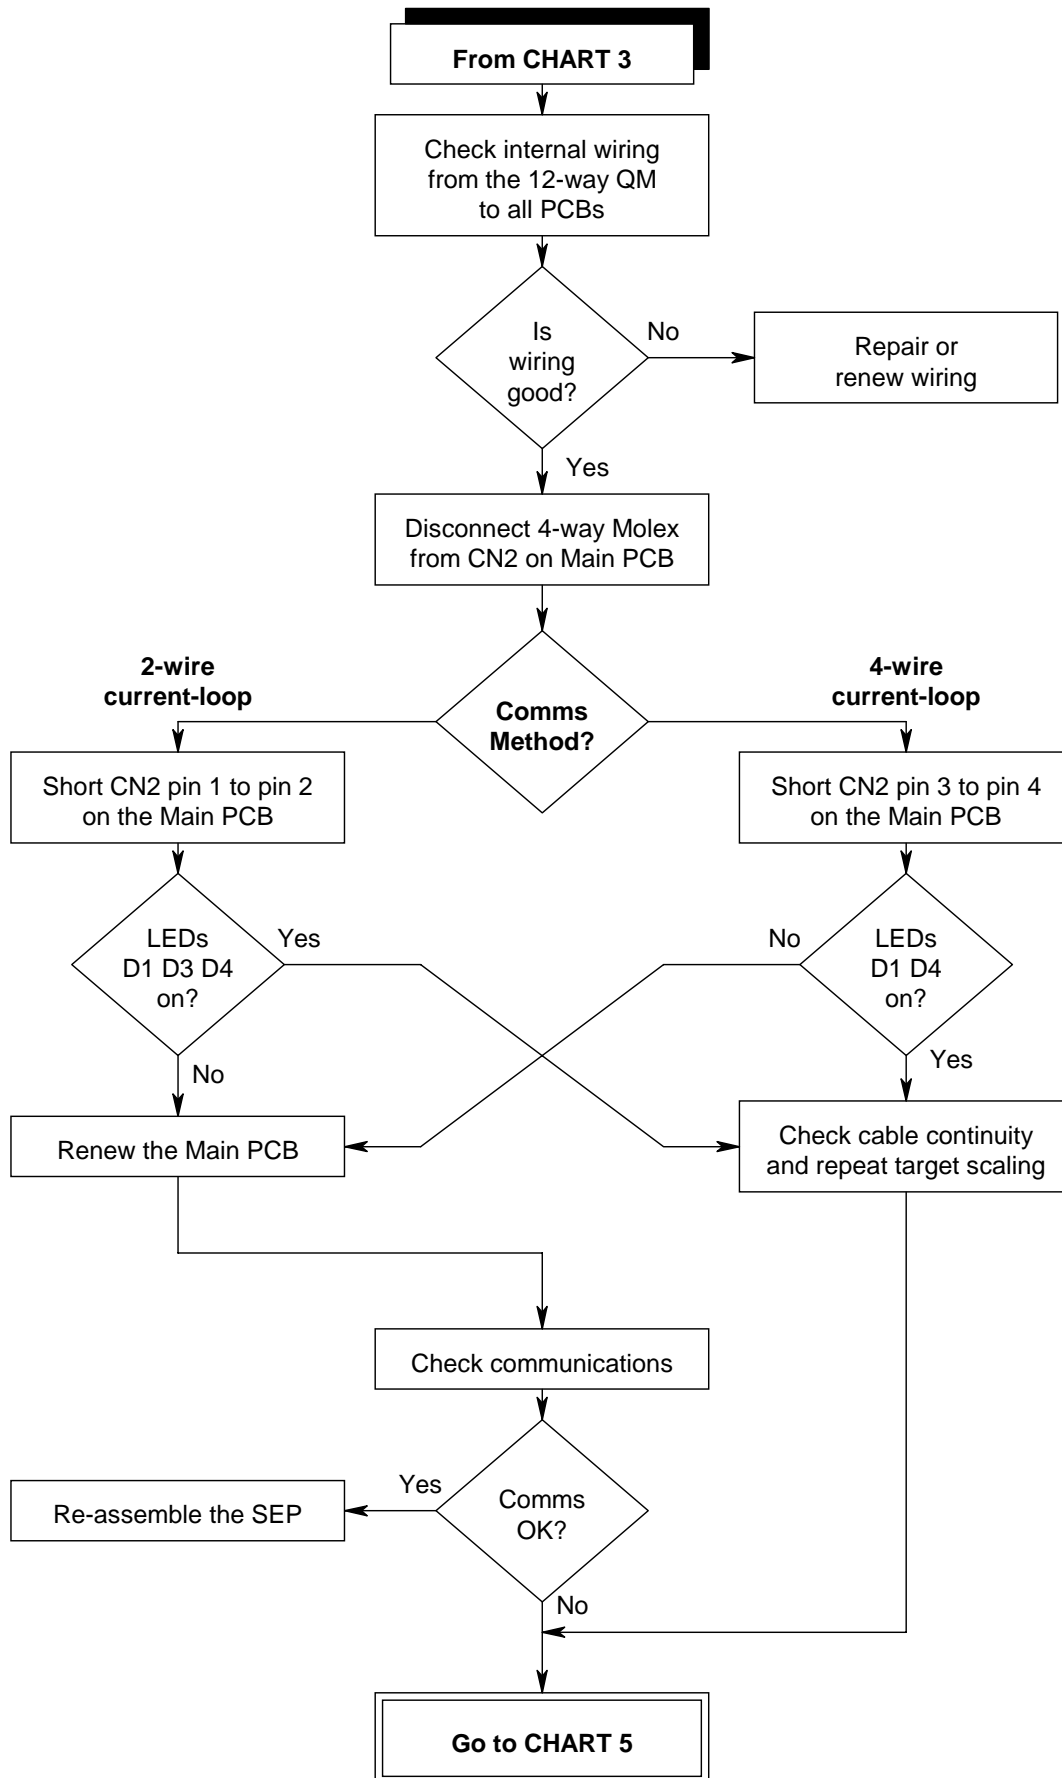 From CHART 3
Check internal wiring
from the 12-way QM
to all PCBs
Is
wiring
good?
No
Repair or
renew wiring
Yes
Disconnect 4-way Molex
from CN2 on Main PCB
2-wire
current-loop
Comms
Method?
4-wire
current-loop
Short CN2 pin 1 to pin 2
on the Main PCB
Short CN2 pin 3 to pin 4
on the Main PCB
LEDs
D1 D3 D4
on?
Yes
No
No
LEDs
D1 D4
on?
Yes
Renew the Main PCB
Check cable continuity
and repeat target scaling
Check communications
Comms
OK?
Yes
Re-assemble the SEP
No
Go to CHART 5